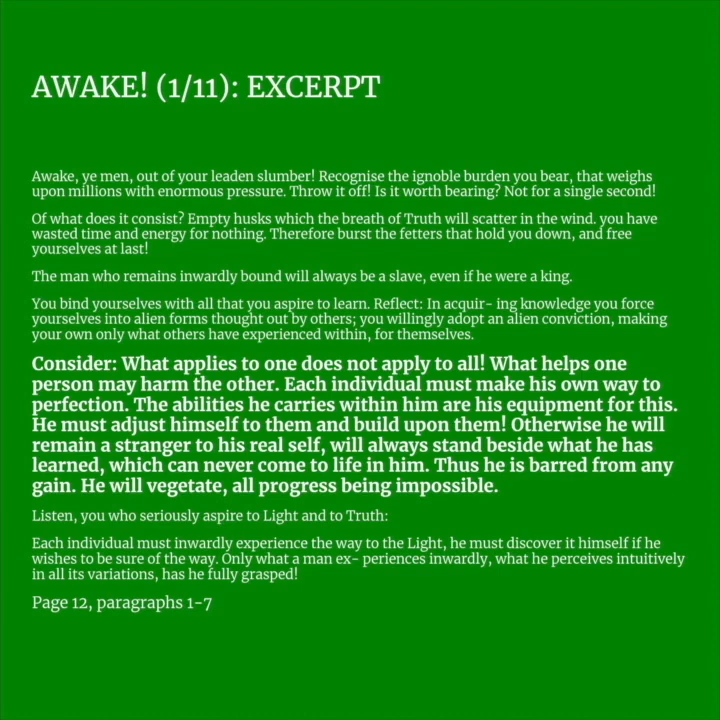 AWAKE! (1/11): EXCERPT
Awake, ye men, out of your leaden slumber! Recognise the ignoble burden you bear, that weighs
upon millions with enormous pressure. Throw it off! Is it worth bearing? Not for a single second!
Of what does it consist? Empty husks which the breath of Truth will scatter in the wind. you have
wasted time and energy for nothing. Therefore burst the fetters that hold you down, and free
yourselves at last!
The man who remains inwardly bound will always be a slave, even if he were a king.
You bind yourselves with all that you aspire to learn. Reflect: In acquir- ing knowledge you force
yourselves into alien forms thought out by others; you willingly adopt an alien conviction, making
your own only what others have experienced within, for themselves.
Consider: What applies to one does not apply to all! What helps one
person may harm the other. Each individual must make his own way to
perfection. The abilities he carries within him are his equipment for this.
He must adjust himself to them and build upon them! Otherwise he will
remain a stranger to his real self, will always stand beside what he has
learned, which can never come to life in him. Thus he is barred from any
gain. He will vegetate, all progress being impossible.
Listen, you who seriously aspire to Light and to Truth:
Each individual must inwardly experience the way to the Light, he must discover it himself if he
wishes to be sure of the way. Only what a man ex- periences inwardly, what he perceives intuitively
in all its variations, has he fully grasped!
Page 12, paragraphs 1-7